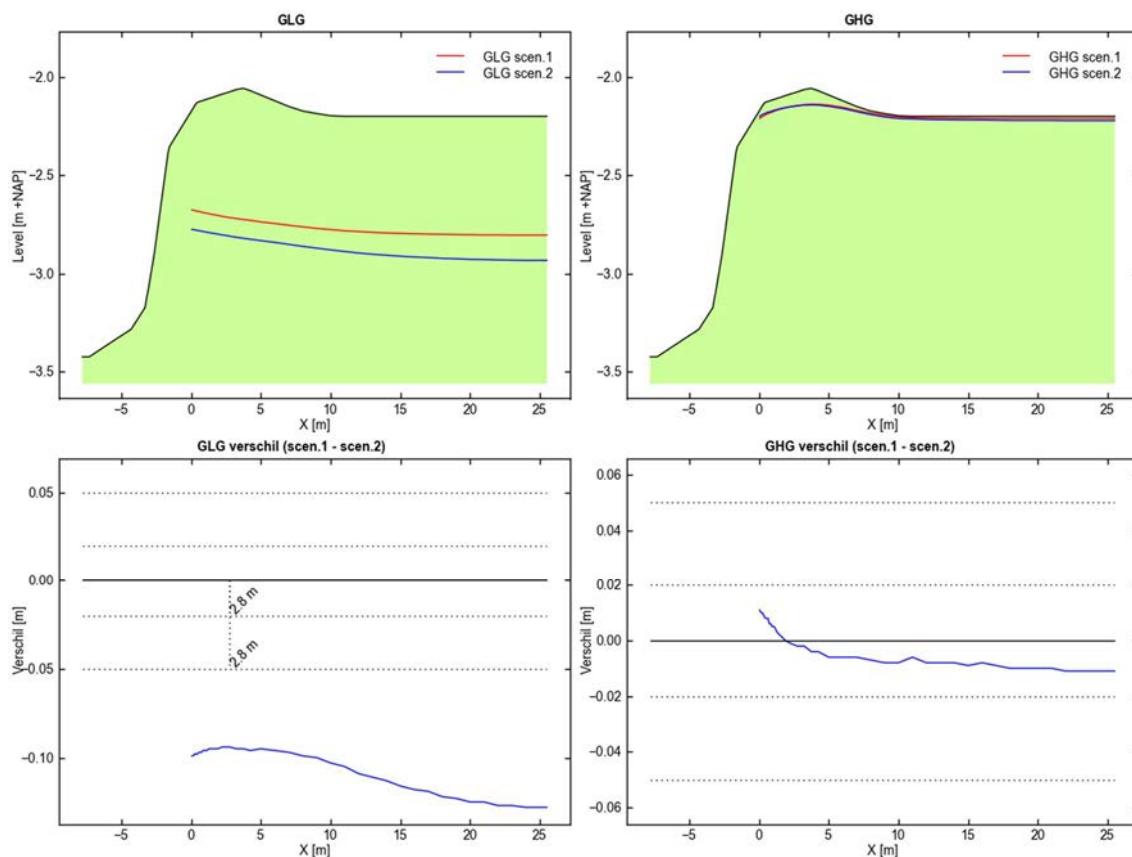 GLG
GLG scen.1
GLG scen.2
−2.0
−2.5
−3.0
−3.5
Level [m +NAP]
−5 0 5 10 15 20 25
X [m]
GHG
GHG scen.1
GHG scen.2
−2.0
−2.5
−3.0
−3.5
Level [m +NAP]
−5 0 5 10 15 20 25
X [m]
GLG verschil (scen.1 - scen.2)
0.05
0.00
−0.05
−0.10
Verschil [m]
2.8 m
2.8 m
−5 0 5 10 15 20 25
X [m]
GHG verschil (scen.1 - scen.2)
0.06
0.04
0.02
0.00
−0.02
−0.04
−0.06
Verschil [m]
−5 0 5 10 15 20 25
X [m]